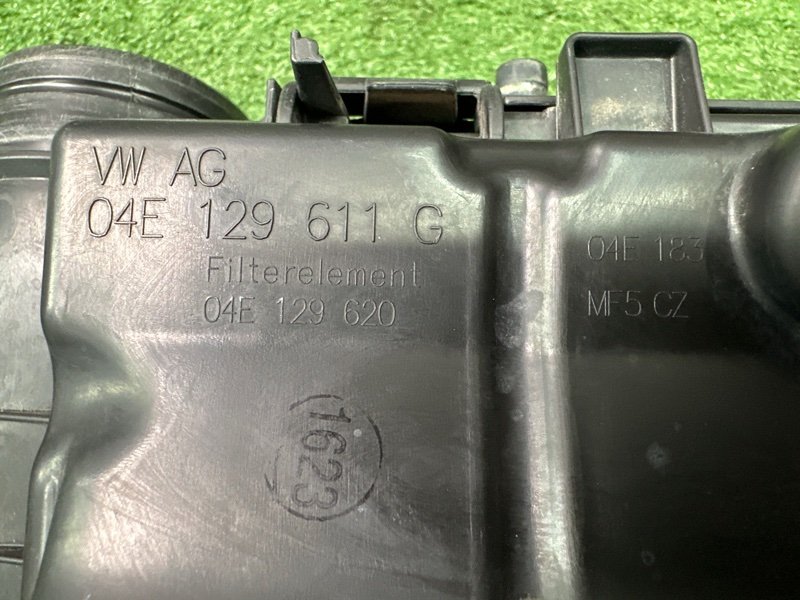 VW AG
04E 129 611 G
Filterelement
04E 129 620
04E 183
MF5 CZ
1623